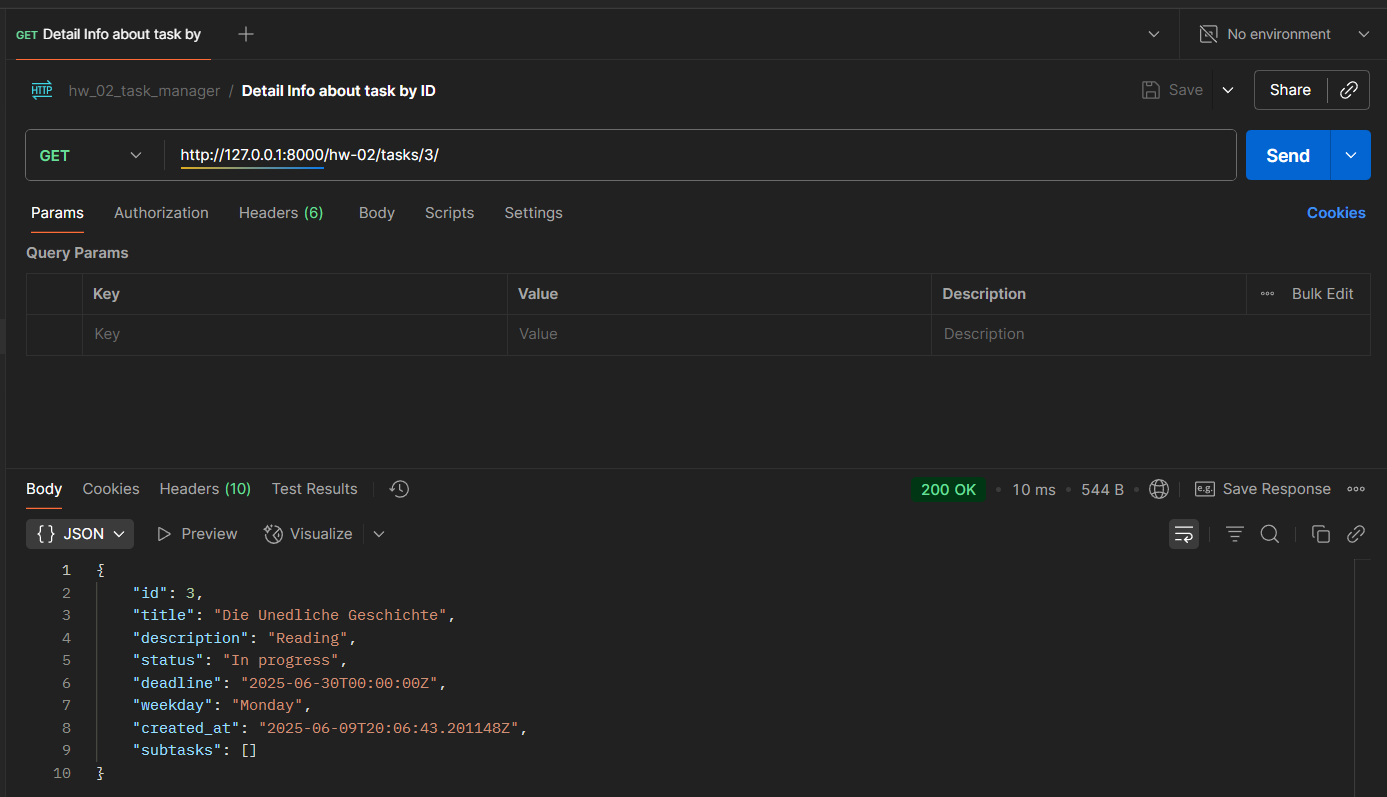 GET Detail Info about task by
No environment
HTTP hw_02_task_manager / Detail Info about task by ID
Save
Share
GET
http://127.0.0.1:8000/hw-02/tasks/3/
Send
Params Authorization Headers (6) Body Scripts Settings
Cookies
Query Params
Key Value Description Bulk Edit
Key Value Description
Body Cookies Headers (10) Test Results
200 OK • 10 ms • 544 B • e.g. Save Response
{} JSON Preview Visualize
1 {
2 "id": 3,
3 "title": "Die Unedliche Geschichte",
4 "description": "Reading",
5 "status": "In progress",
6 "deadline": "2025-06-30T00:00:00Z",
7 "weekday": "Monday",
8 "created_at": "2025-06-09T20:06:43.201148Z",
9 "subtasks": []
10 }